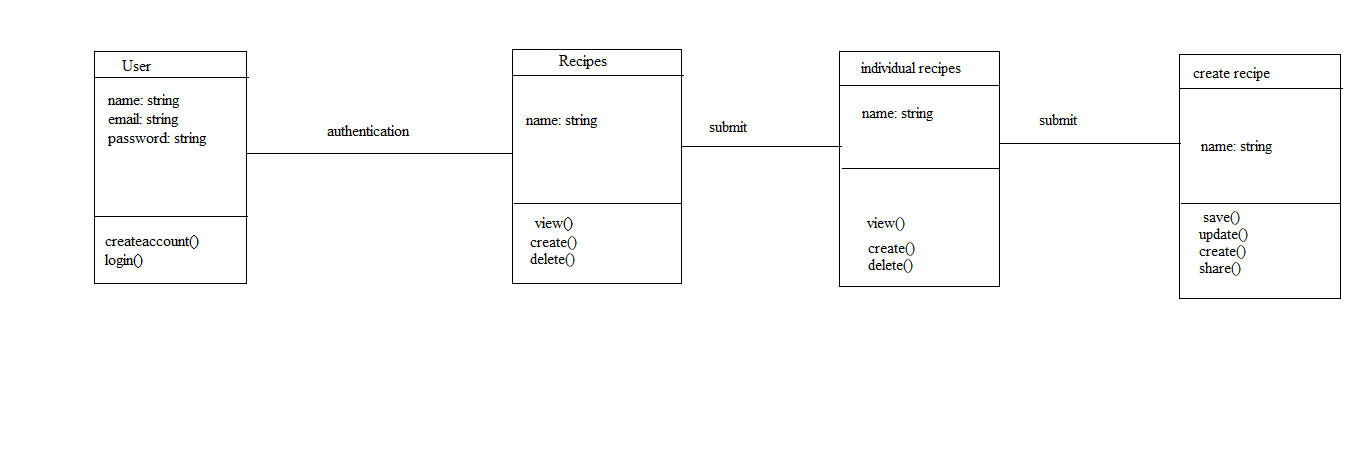 User
name: string
email: string
password: string
createaccount()
login()
authentication
Recipes
name: string
view()
create()
delete()
submit
individual recipes
name: string
view()
create()
delete()
submit
create recipe
name: string
save()
update()
create()
share()